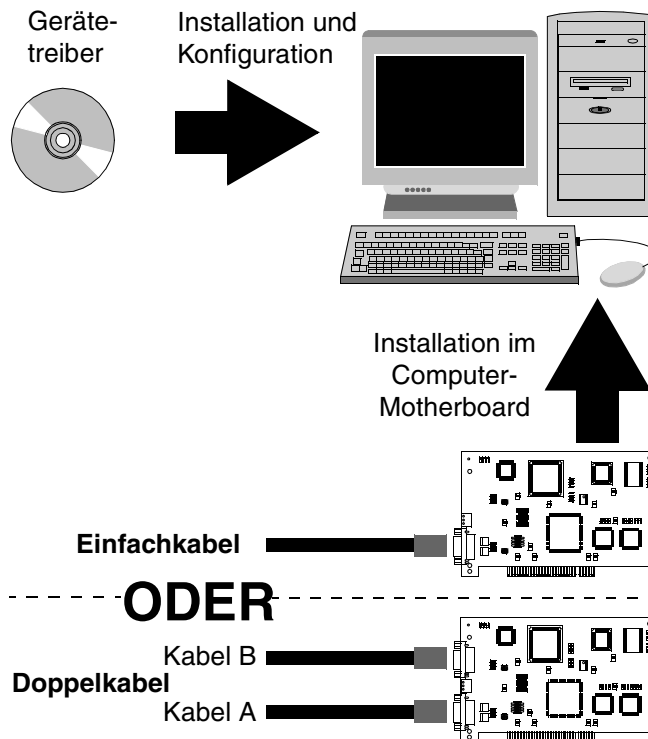 Geräte-
treiber
Installation und
Konfiguration
Installation im
Computer-
Motherboard
Einfachkabel
ODER
Kabel B
Doppelkabel
Kabel A